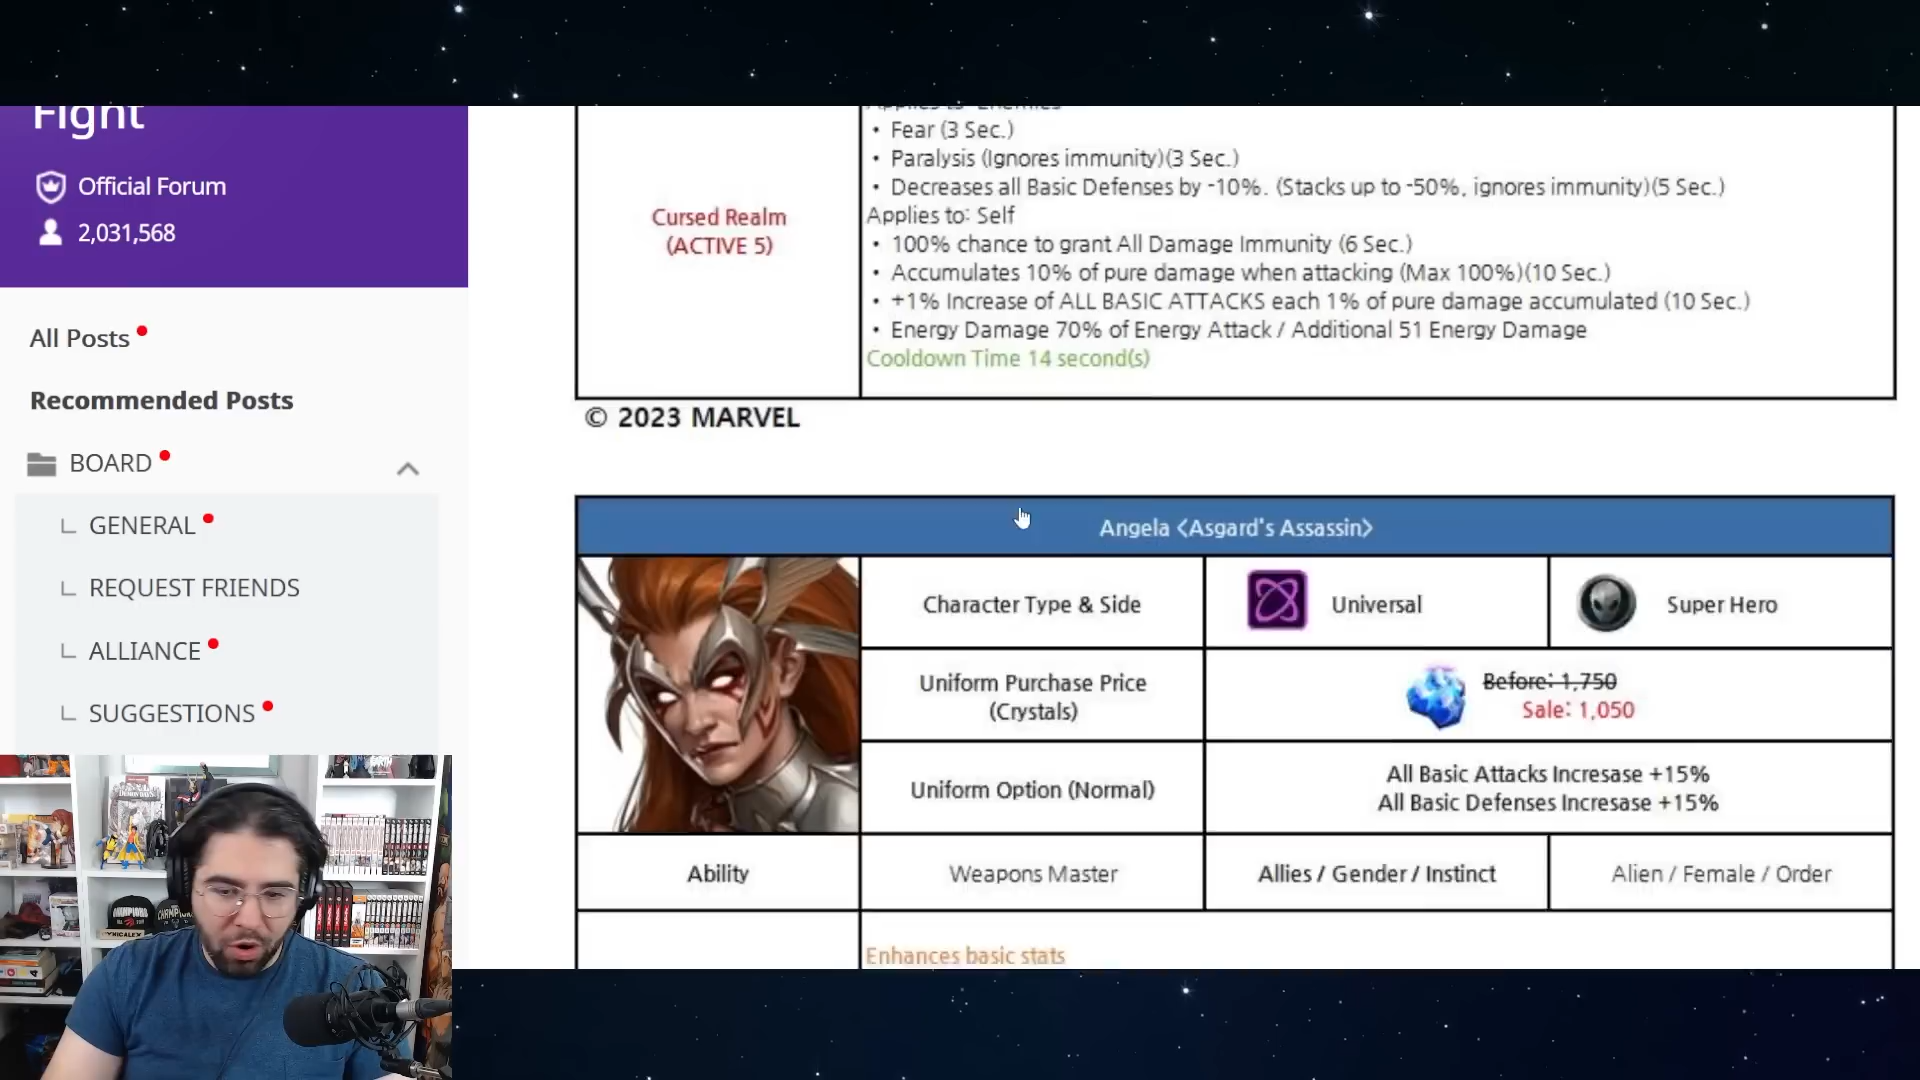 Fight
Official Forum
2,031,568
All Posts
Recommended Posts
BOARD
GENERAL
REQUEST FRIENDS
ALLIANCE
SUGGESTIONS
Cursed Realm
(ACTIVE 5)
Applies to: Enemies
• Fear (3 Sec.)
• Paralysis (Ignores immunity)(3 Sec.)
• Decreases all Basic Defenses by -10%. (Stacks up to -50%, ignores immunity)(5 Sec.)
Applies to: Self
• 100% chance to grant All Damage Immunity (6 Sec.)
• Accumulates 10% of pure damage when attacking (Max 100%)(10 Sec.)
• +1% Increase of ALL BASIC ATTACKS each 1% of pure damage accumulated (10 Sec.)
• Energy Damage 70% of Energy Attack / Additional 51 Energy Damage
Cooldown Time 14 second(s)
© 2023 MARVEL
Angela <Asgard's Assassin>
Character Type & Side
Universal
Super Hero
Uniform Purchase Price
(Crystals)
Before: 1,750
Sale: 1,050
Uniform Option (Normal)
All Basic Attacks Incresase +15%
All Basic Defenses Incresase +15%
Ability
Weapons Master
Allies / Gender / Instinct
Alien / Female / Order
Enhances basic stats